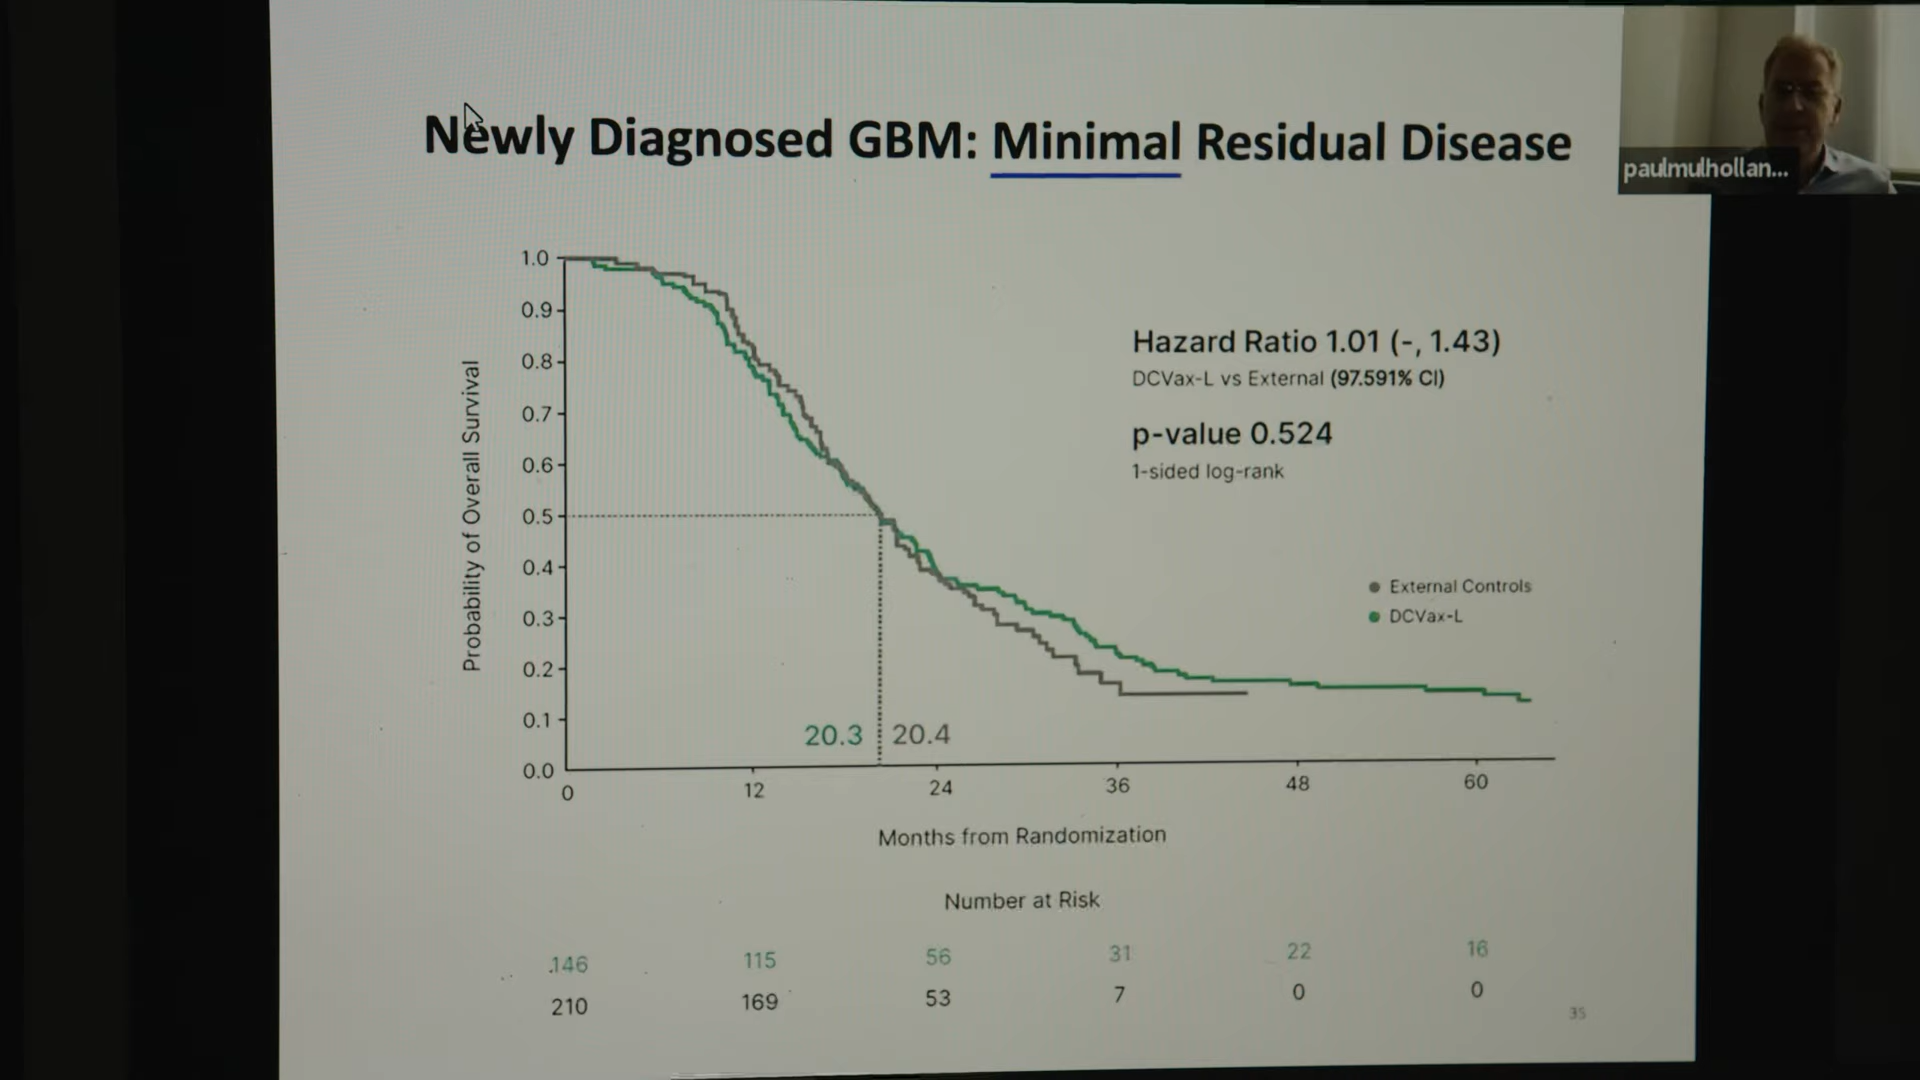 Newly Diagnosed GBM: Minimal Residual Disease
paulmulhollan...
Probability of Overall Survival
1.0
0.9
0.8
0.7
0.6
0.5
0.4
0.3
0.2
0.1
0.0
Hazard Ratio 1.01 (-, 1.43)
DCVax-L vs External (97.591% CI)
p-value 0.524
1-sided log-rank
External Controls
DCVax-L
20.3 20.4
0 12 24 36 48 60
Months from Randomization
Number at Risk
146 115 56 31 22 16
210 169 53 7 0 0
35